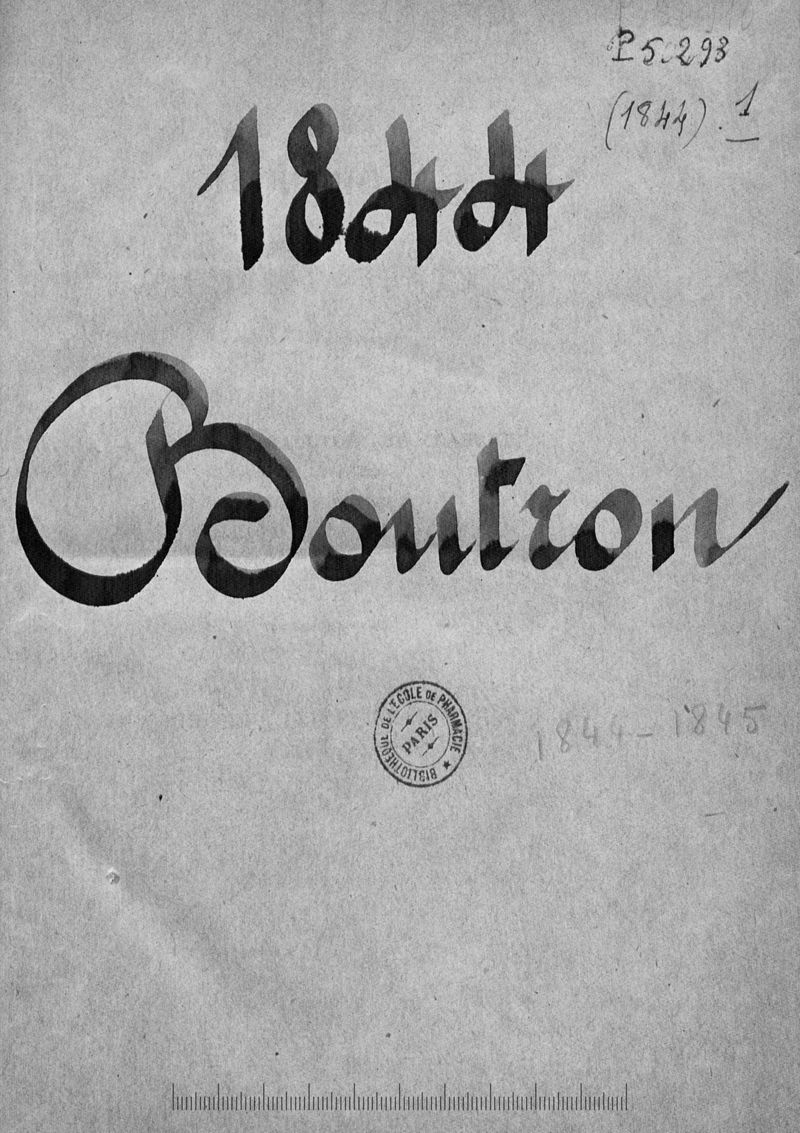 P 5.293
(1844). 1
1844
Boutron
BIBLIOTHÈQUE DE L'ÉCOLE DE PHARMACIE
PARIS
1844-1845